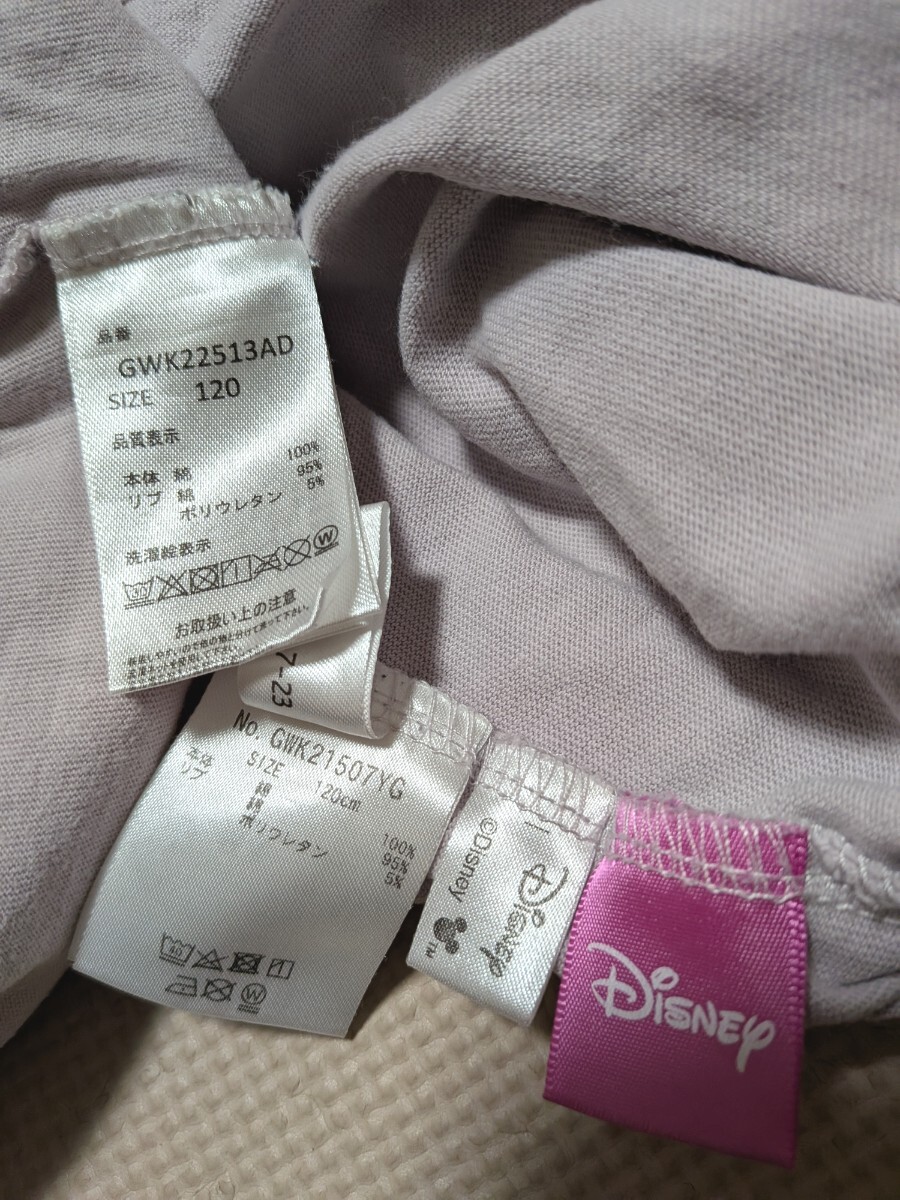 品番
GWK22513AD
SIZE 120
品質表示
本体 綿 100%
リブ 綿 95%
ポリウレタン 5%
洗濯絵表示
40 W
お取扱い上の注意
7-23
No. GWK21507YG
SIZE 120cm
本体 綿 100%
リブ 綿 95%
ポリウレタン 5%
40 W
©Disney
TM
Disney
Disney